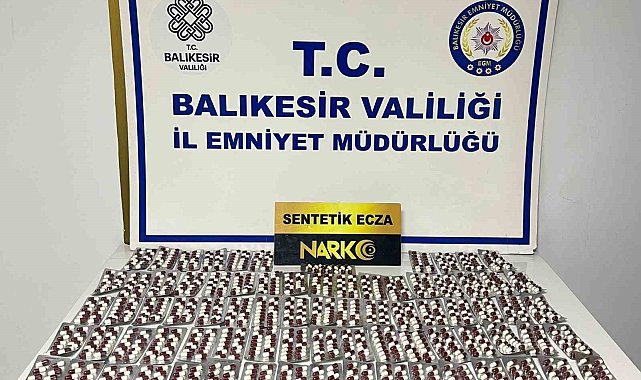 T.C.
BALIKESİR
VALİLİĞİ
T.C.
BALIKESİR VALİLİĞİ
İL EMNİYET MÜDÜRLÜĞÜ
BALIKESİR EMNİYET MÜDÜRLÜĞÜ
EGM
SENTETİK ECZA
NARKO